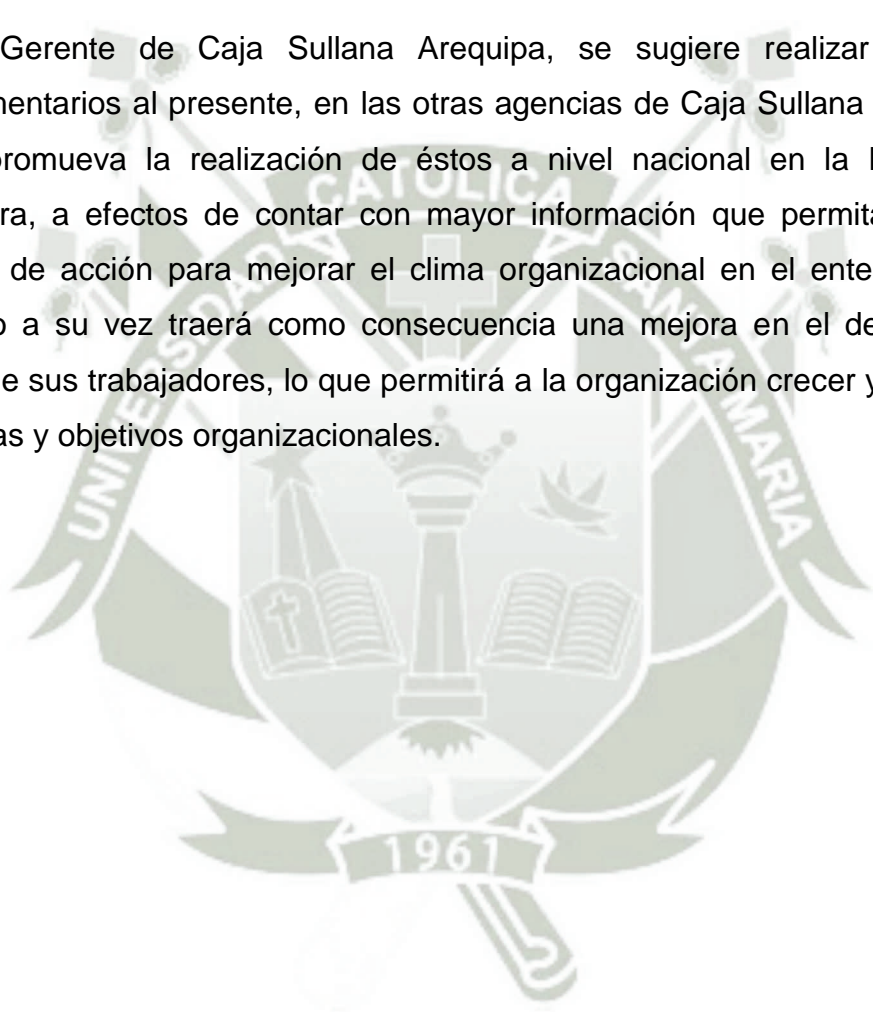 Gerente de Caja Sullana Arequipa, se sugiere realizar
mentarios al presente, en las otras agencias de Caja Sullana
promueva la realización de éstos a nivel nacional en la
ra, a efectos de contar con mayor información que permita
de acción para mejorar el clima organizacional en el ente
o a su vez traerá como consecuencia una mejora en el de
e sus trabajadores, lo que permitirá a la organización crecer y
as y objetivos organizacionales.
UNIVERSIDAD CATOLICA SANTA MARIA
1961